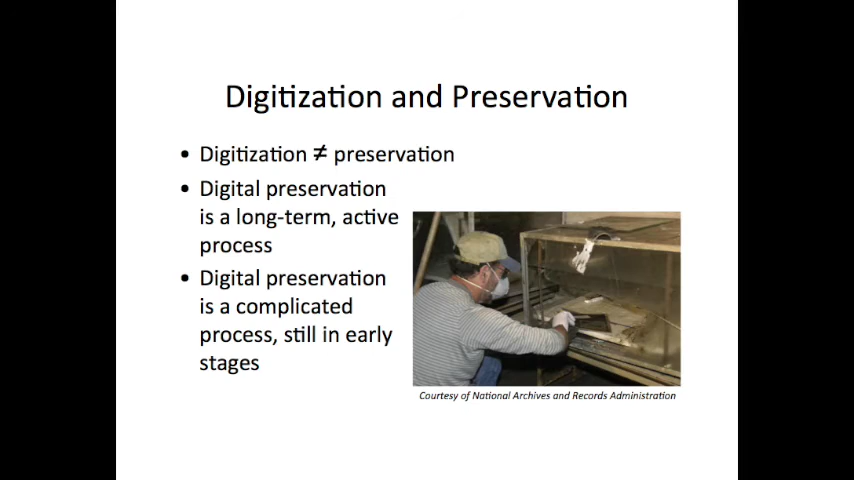 Digitization and Preservation
• Digitization ≠ preservation
• Digital preservation
is a long-term, active
process
• Digital preservation
is a complicated
process, still in early
stages
Courtesy of National Archives and Records Administration